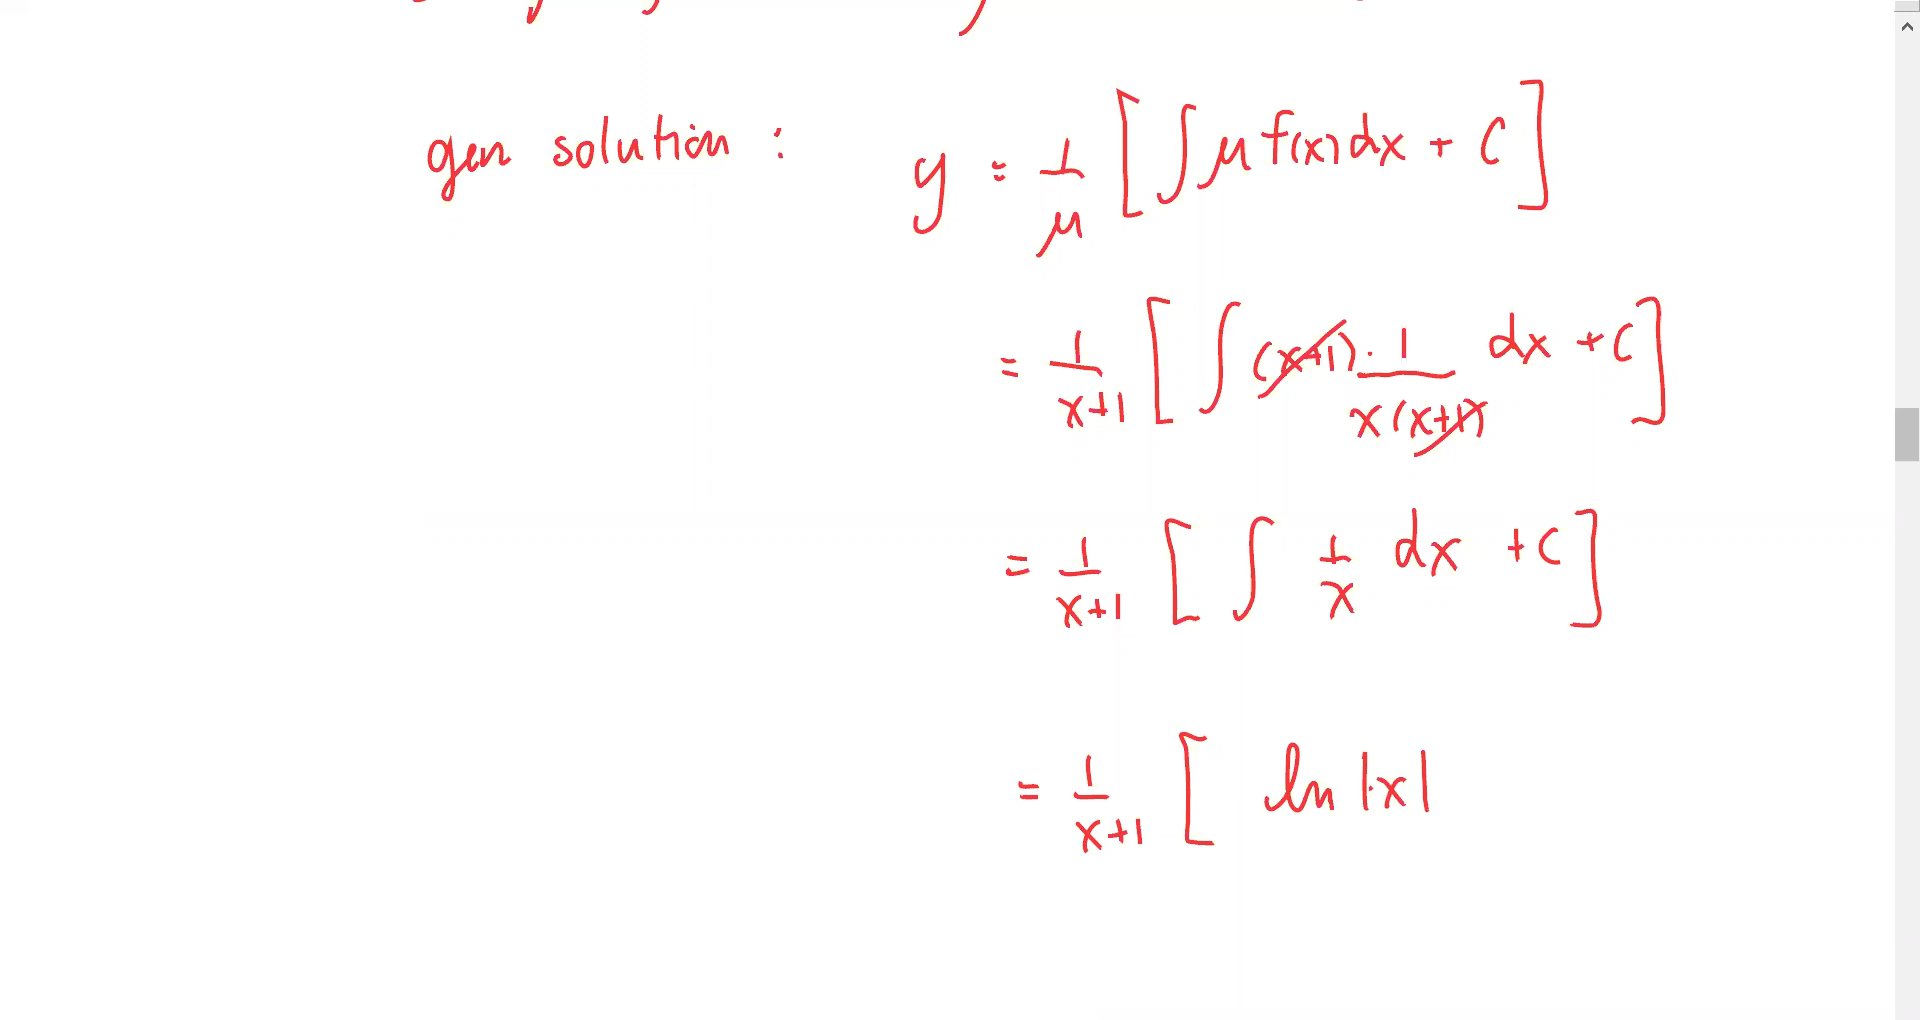 gen solution : y = 1/μ [ ∫ μ f(x) dx + C ]
= 1/x+1 [ ∫ (x+1) · 1/x(x+1) dx + C ]
= 1/x+1 [ ∫ 1/x dx + C ]
= 1/x+1 [ ln |x|